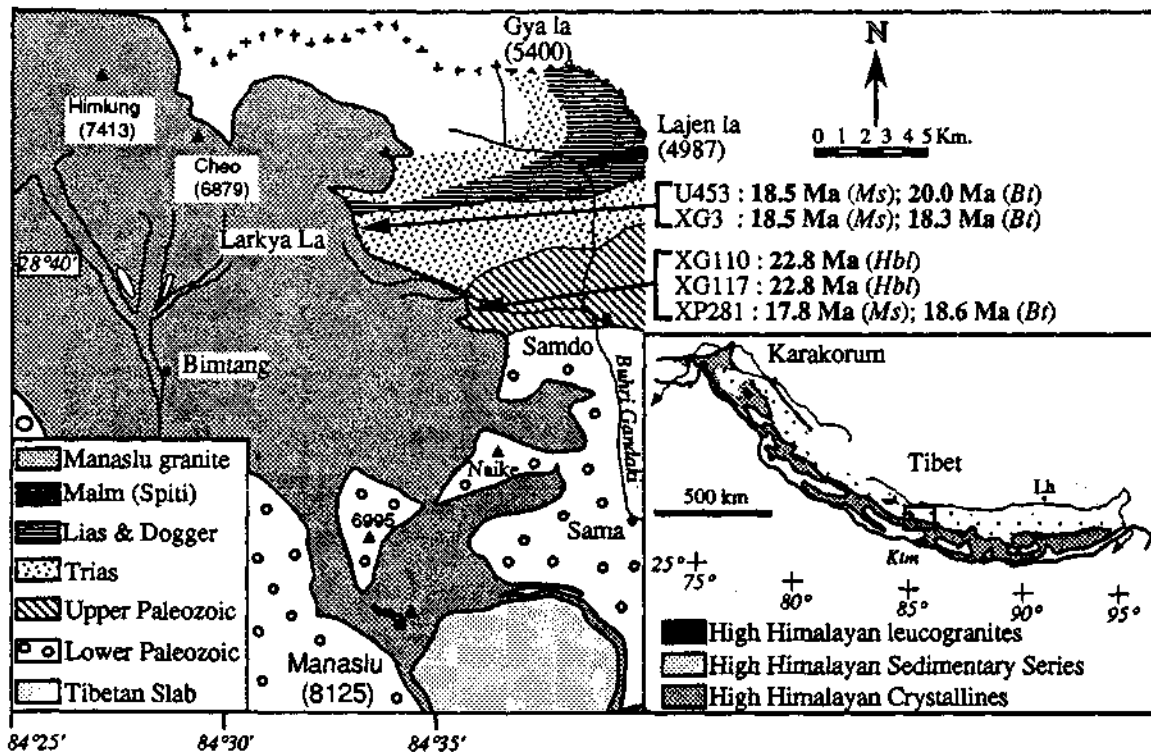 Gya la
(5400)
N
Himlung
(7413)
Cheo
(6879)
Lajen la
(4987)
0 1 2 3 4 5 Km.
U453 : 18.5 Ma (Ms); 20.0 Ma (Bt)
XG3 : 18.5 Ma (Ms); 18.3 Ma (Bt)
Larkya La
28°40'
XG110 : 22.8 Ma (Hbl)
XG117 : 22.8 Ma (Hbl)
XP281 : 17.8 Ma (Ms); 18.6 Ma (Bt)
Samdo
Bimtang
Buhri Gandaki
Naike
6995
Sama
Manaslu
(8125)
Manaslu granite
Malm (Spiti)
Lias & Dogger
Trias
Upper Paleozoic
Lower Paleozoic
Tibetan Slab
84°25'
84°30'
84°35'
Karakorum
Tibet
Lh
500 km
Ktm
25°
75°
80°
85°
90°
95°
High Himalayan leucogranites
High Himalayan Sedimentary Series
High Himalayan Crystallines